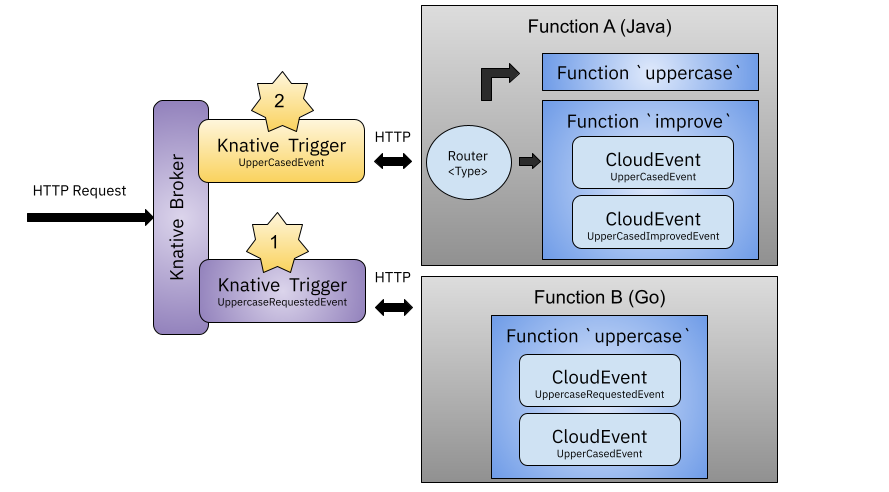 HTTP Request
Knative Broker
2
Knative Trigger
UpperCasedEvent
1
Knative Trigger
UppercaseRequestedEvent
HTTP
HTTP
Function A (Java)
Router
<Type>
Function `uppercase`
Function `improve`
CloudEvent
UpperCasedEvent
CloudEvent
UpperCasedImprovedEvent
Function B (Go)
Function `uppercase`
CloudEvent
UppercaseRequestedEvent
CloudEvent
UpperCasedEvent